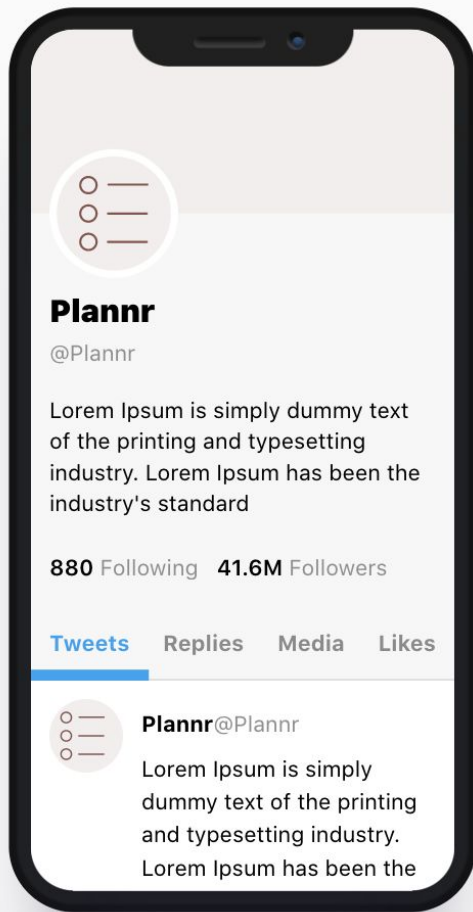 Plannr
@Plannr
Lorem Ipsum is simply dummy text
of the printing and typesetting
industry. Lorem Ipsum has been the
industry's standard
880 Following 41.6M Followers
Tweets Replies Media Likes
Plannr@Plannr
Lorem Ipsum is simply
dummy text of the printing
and typesetting industry.
Lorem Ipsum has been the